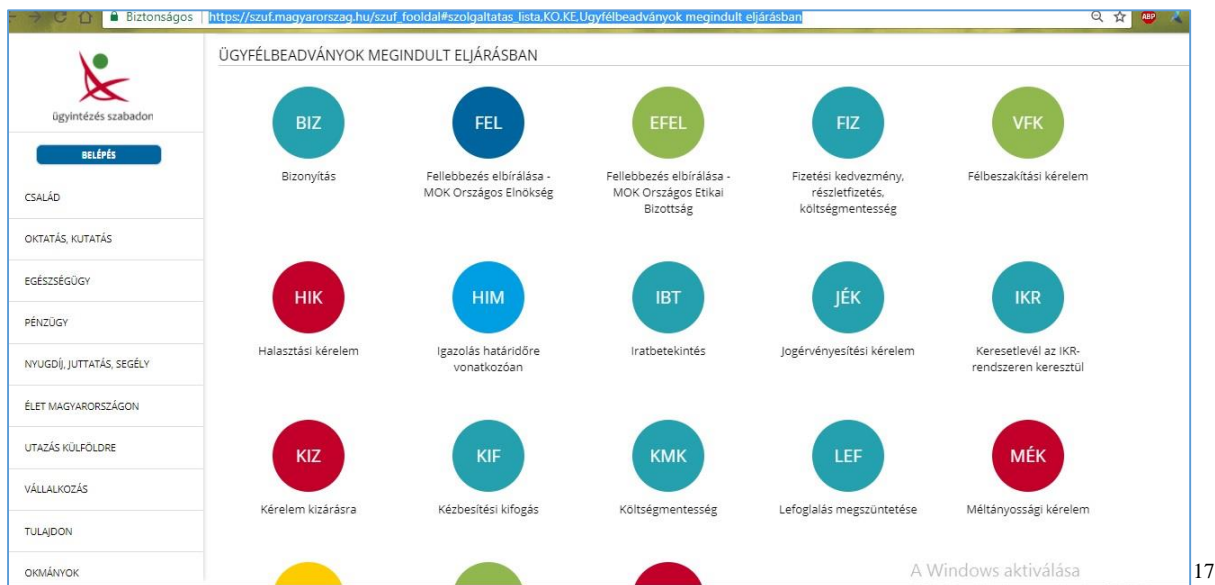 Biztonságos https://szuf.magyarorszag.hu/szuf_fooldal#szolgaltatas_lista,KO.KE,Ügyfélbeadványok megindult eljárásban
ABP
ügyintézés szabadon
BELÉPÉS
CSALÁD
OKTATÁS, KUTATÁS
EGÉSZSÉGÜGY
PÉNZÜGY
NYUGDÍJ, JUTTATÁS, SEGÉLY
ÉLET MAGYARORSZÁGON
UTAZÁS KÜLFÖLDRE
VÁLLALKOZÁS
TULAJDON
OKMÁNYOK
ÜGYFÉLBEADVÁNYOK MEGINDULT ELJÁRÁSBAN
BIZ
Bizonyítás
FEL
Fellebbezés elbírálása -
MOK Országos Elnökség
EFEL
Fellebbezés elbírálása -
MOK Országos Etikai
Bizottság
FIZ
Fizetési kedvezmény,
részletfizetés,
költségmentesség
VFK
Félbeszakítási kérelem
HIK
Halasztási kérelem
HIM
Igazolás határidőre
vonatkozóan
IBT
Iratbetekintés
JÉK
Jogérvényesítési kérelem
IKR
Keresetlevél az IKR-
rendszeren keresztül
KIZ
Kérelem kizárásra
KIF
Kézbesítési kifogás
KMK
Költségmentesség
LEF
Lefoglalás megszüntetése
MÉK
Méltányossági kérelem
A Windows aktiválása
17